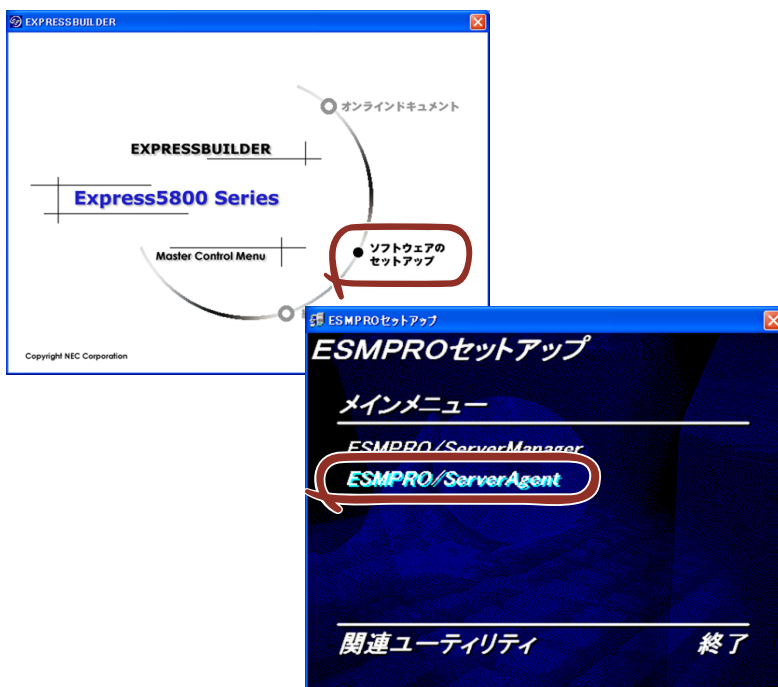 EXPRESSBUILDER
オンラインドキュメント
EXPRESSBUILDER
Express5800 Series
ソフトウェアの
セットアップ
Master Control Menu
Copyright NEC Corporation
ESMPROセットアップ
ESMPROセットアップ
メインメニュー
ESMPRO/ServerManager
ESMPRO/ServerAgent
関連ユーティリティ
終了